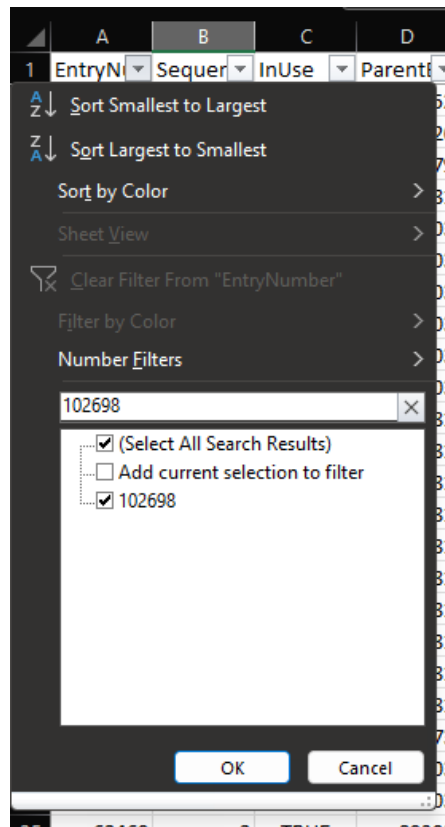 A B C D
1 EntryNu Sequer InUse ParentE
Sort Smallest to Largest
Sort Largest to Smallest
Sort by Color
Sheet View
Clear Filter From "EntryNumber"
Filter by Color
Number Filters
102698
(Select All Search Results)
Add current selection to filter
102698
OK Cancel